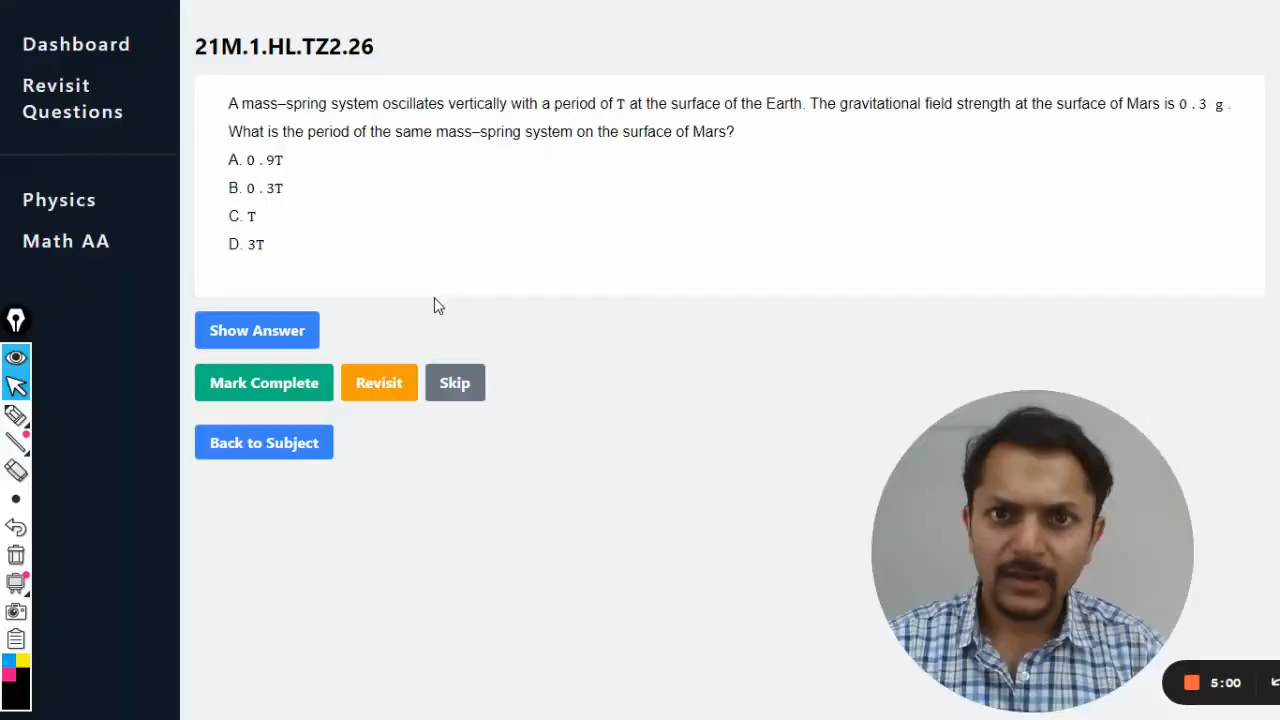 Dashboard
Revisit
Questions
Physics
Math AA
21M.1.HL.TZ2.26
A mass–spring system oscillates vertically with a period of T at the surface of the Earth. The gravitational field strength at the surface of Mars is 0.3 g.
What is the period of the same mass–spring system on the surface of Mars?
A. 0.9T
B. 0.3T
C. T
D. 3T
Show Answer
Mark Complete
Revisit
Skip
Back to Subject
5:00